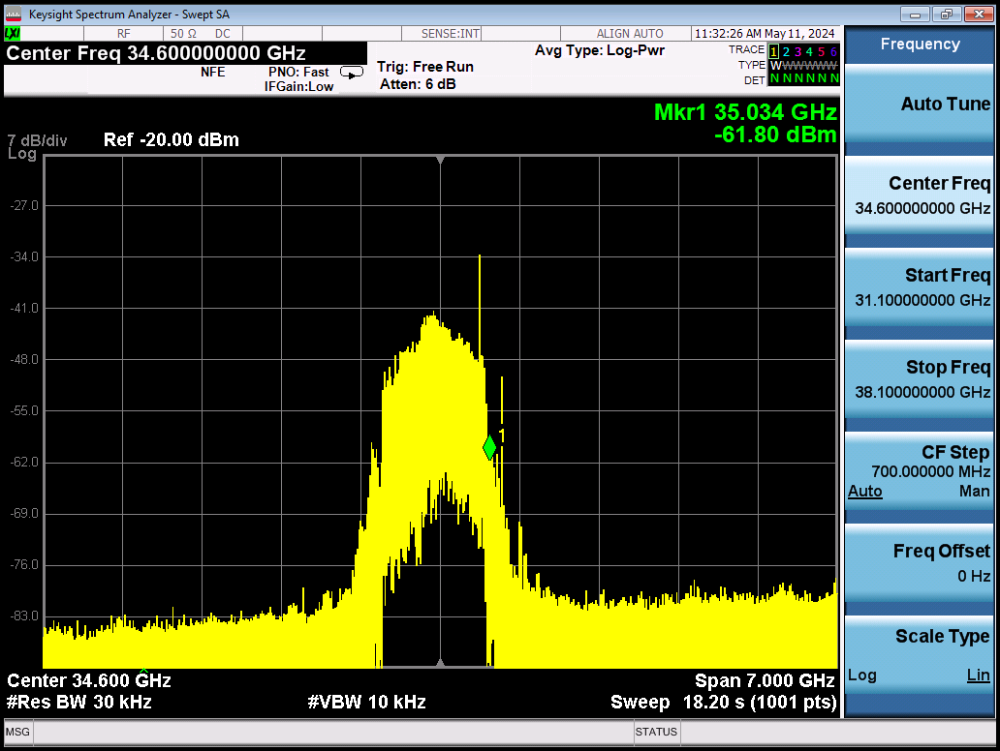 Keysight Spectrum Analyzer - Swept SA
LXI
RF
50 Ω
DC
SENSE:INT
ALIGN AUTO
11:32:26 AM May 11, 2024
Center Freq 34.600000000 GHz
NFE
PNO: Fast
IFGain:Low
Trig: Free Run
Atten: 6 dB
Avg Type: Log-Pwr
TRACE 1 2 3 4 5 6
TYPE W W W W W W
DET N N N N N N
Mkr1 35.034 GHz
-61.80 dBm
7 dB/div
Log
Ref -20.00 dBm
-27.0
-34.0
-41.0
-48.0
-55.0
-62.0
-69.0
-76.0
-83.0
1
Center 34.600 GHz
Span 7.000 GHz
#Res BW 30 kHz
#VBW 10 kHz
Sweep 18.20 s (1001 pts)
MSG
STATUS
Frequency
Auto Tune
Center Freq
34.600000000 GHz
Start Freq
31.100000000 GHz
Stop Freq
38.100000000 GHz
CF Step
700.000000 MHz
Auto
Man
Freq Offset
0 Hz
Scale Type
Log
Lin